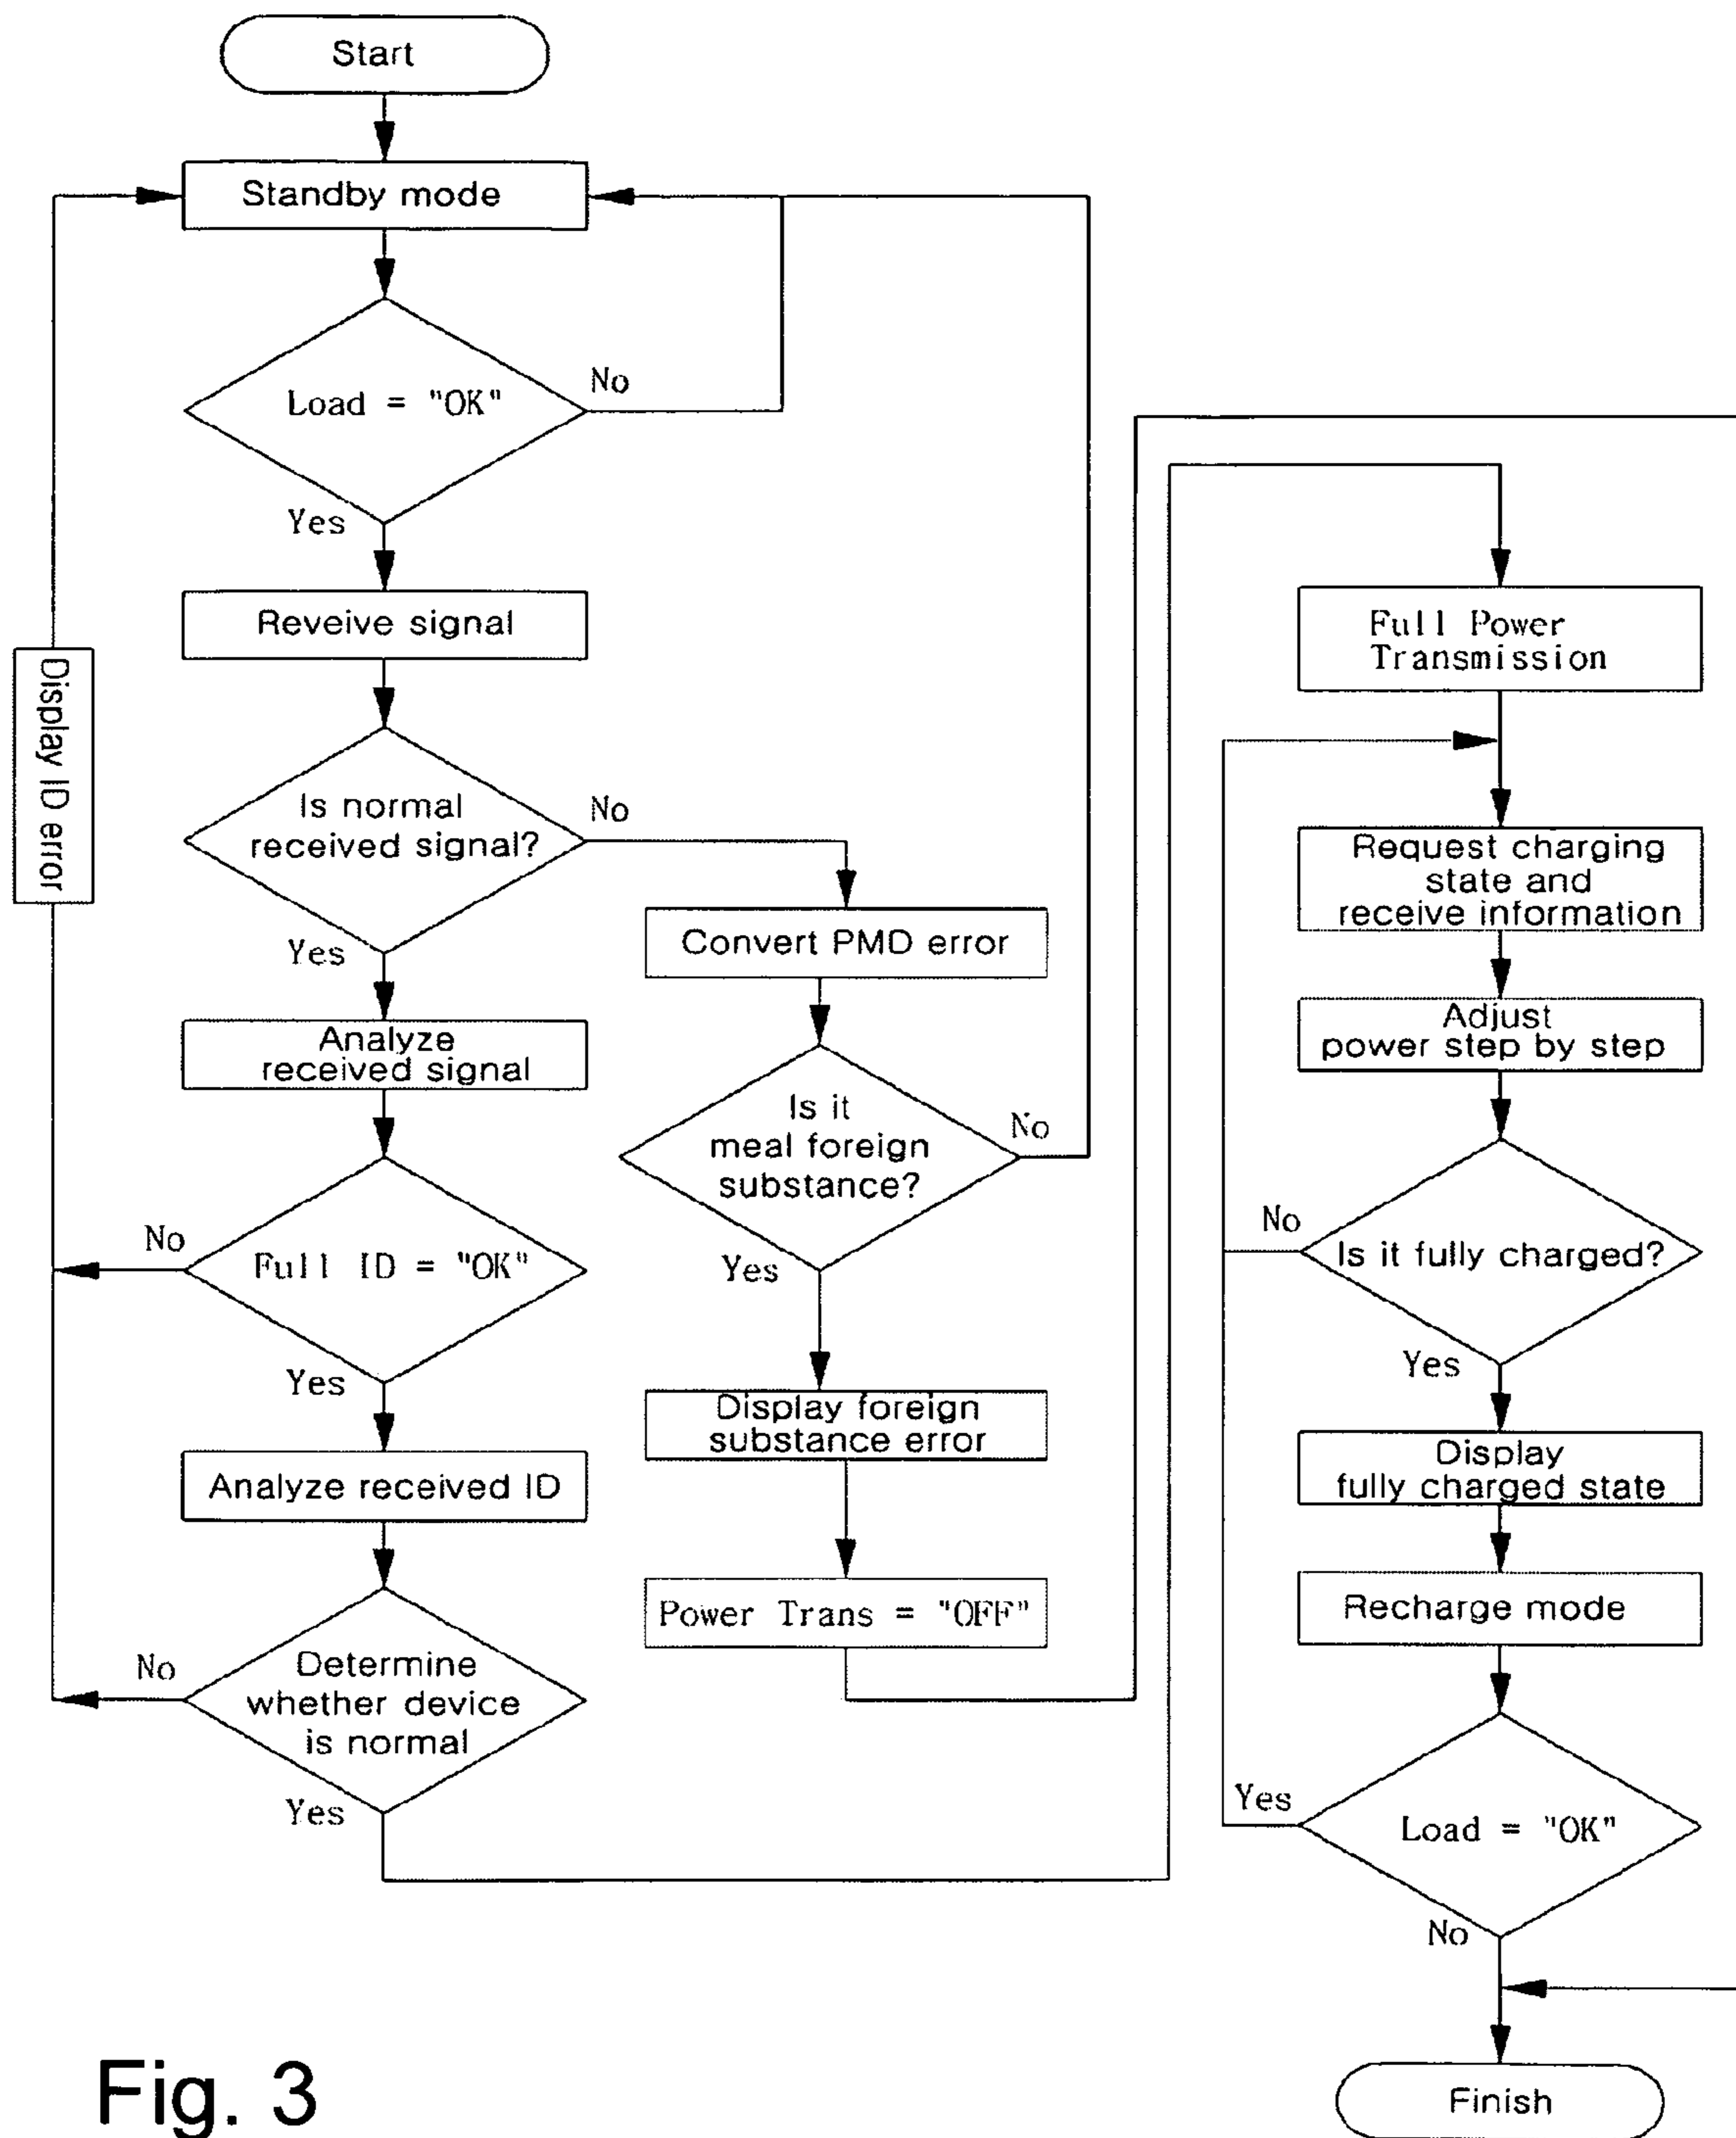 Start
Standby mode
Load = "OK"
No
Yes
Reveive signal
Display ID error
Is normal
received signal?
No
Yes
Analyze
received signal
Full ID = "OK"
No
Yes
Analyze received ID
Determine
whether device
is normal
No
Yes
Convert PMD error
Is it
meal foreign
substance?
No
Yes
Display foreign
substance error
Power Trans = "OFF"
Full Power
Transmission
Request charging
state and
receive information
Adjust
power step by step
Is it fully charged?
No
Yes
Display
fully charged state
Recharge mode
Load = "OK"
Yes
No
Finish
Fig. 3